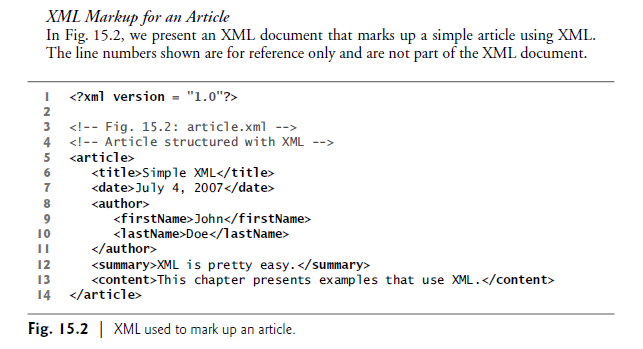 XML Markup for an Article
In Fig. 15.2, we present an XML document that marks up a simple article using XML.
The line numbers shown are for reference only and are not part of the XML document.
1 <?xml version = "1.0"?>
2
3 <!-- Fig. 15.2: article.xml -->
4 <!-- Article structured with XML -->
5 <article>
6 <title>Simple XML</title>
7 <date>July 4, 2007</date>
8 <author>
9 <firstName>John</firstName>
10 <lastName>Doe</lastName>
11 </author>
12 <summary>XML is pretty easy.</summary>
13 <content>This chapter presents examples that use XML.</content>
14 </article>
Fig. 15.2 | XML used to mark up an article.